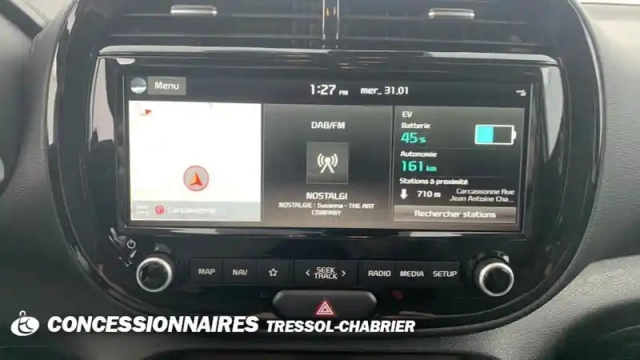 Menu
1:27 PM mer., 31.01
EV
DAB/FM
Batterie
45%
Autonomie
161 km
Stations à proximité
710 m
Carcassonne Rue
Jean Antoine Cha...
Rechercher stations
NOSTALGI
NOSTALGIE : Susanna - THE ART
COMPANY
Carcassonne
MAP NAV SEEK TRACK RADIO MEDIA SETUP
CONCESSIONNAIRES TRESSOL-CHABRIER